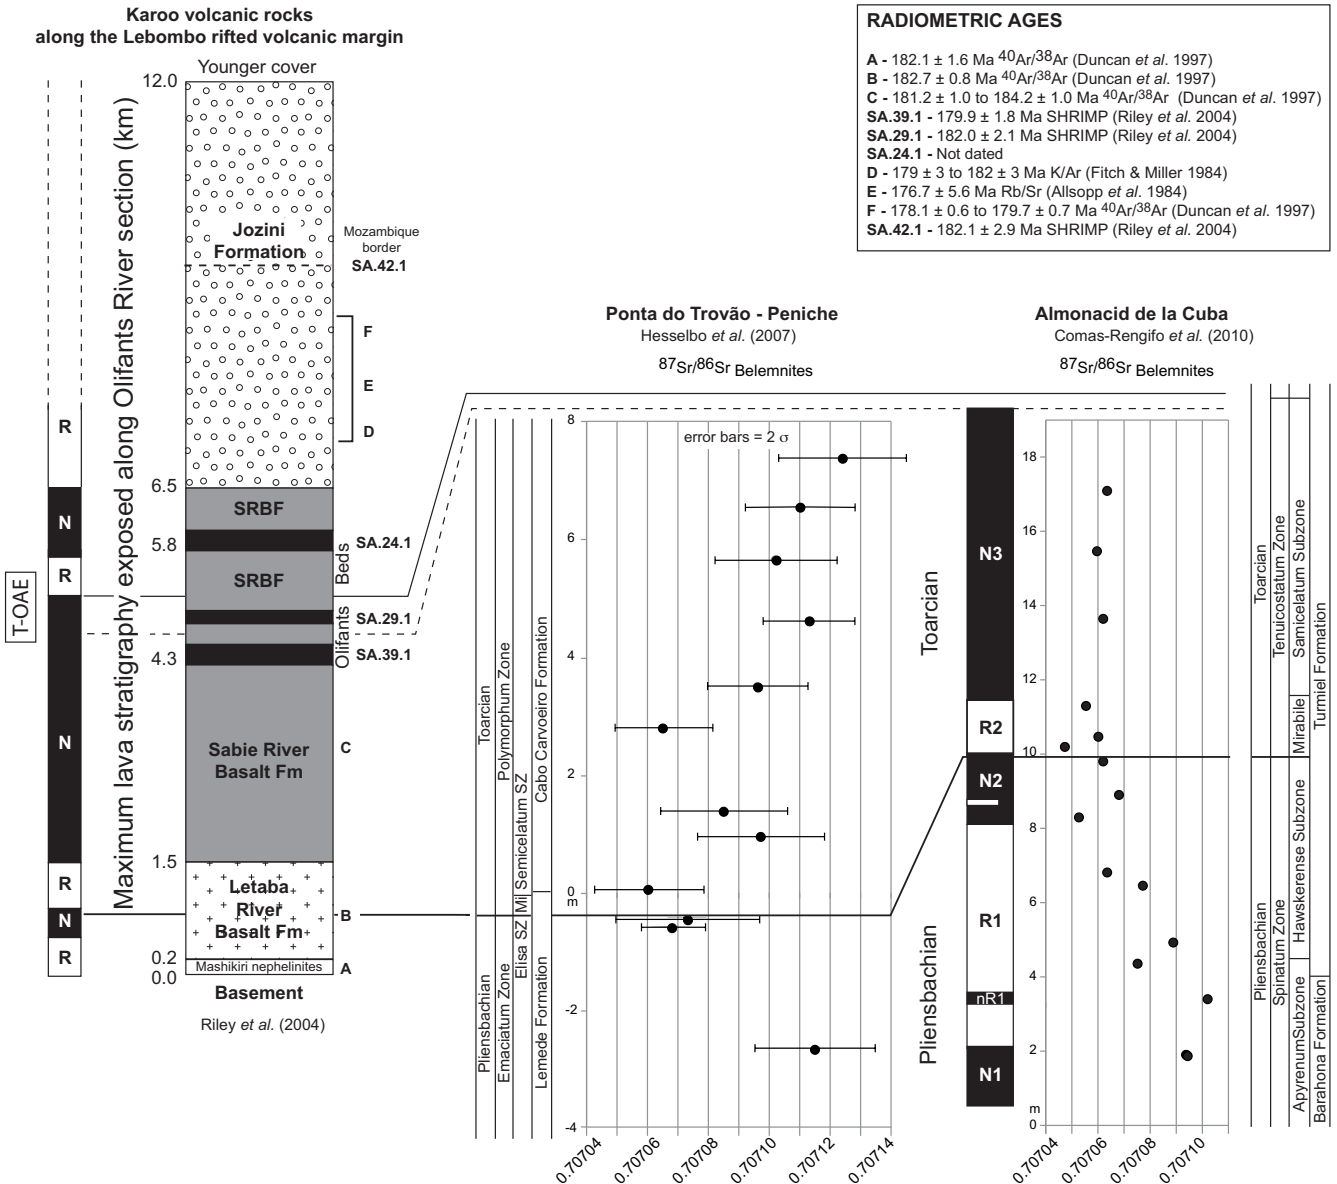 Karoo volcanic rocks
along the Lebombo rifted volcanic margin
Younger cover
12.0
Maximum lava stratigraphy exposed along Olifants River section (km)
Jozini
Formation
Mozambique
border
SA.42.1
F
E
D
R
6.5
SRBF
N
5.8
SA.24.1
Beds
R
SRBF
T-OAE
SA.29.1
Olifants
4.3
SA.39.1
N
Sabie River
Basalt Fm
C
1.5
R
Letaba
River
Basalt Fm
N
B
R
0.2
Mashikiri nephelinites
A
0.0
Basement
Riley et al. (2004)
RADIOMETRIC AGES
A - 182.1 ± 1.6 Ma 40Ar/38Ar (Duncan et al. 1997)
B - 182.7 ± 0.8 Ma 40Ar/38Ar (Duncan et al. 1997)
C - 181.2 ± 1.0 to 184.2 ± 1.0 Ma 40Ar/38Ar (Duncan et al. 1997)
SA.39.1 - 179.9 ± 1.8 Ma SHRIMP (Riley et al. 2004)
SA.29.1 - 182.0 ± 2.1 Ma SHRIMP (Riley et al. 2004)
SA.24.1 - Not dated
D - 179 ± 3 to 182 ± 3 Ma K/Ar (Fitch & Miller 1984)
E - 176.7 ± 5.6 Ma Rb/Sr (Allsopp et al. 1984)
F - 178.1 ± 0.6 to 179.7 ± 0.7 Ma 40Ar/38Ar (Duncan et al. 1997)
SA.42.1 - 182.1 ± 2.9 Ma SHRIMP (Riley et al. 2004)
Ponta do Trovão - Peniche
Hesselbo et al. (2007)
87Sr/86Sr Belemnites
error bars = 2 σ
8
6
4
2
0
m
-2
-4
0.70704
0.70706
0.70708
0.70710
0.70712
0.70714
Toarcian
Pliensbachian
Polymorphum Zone
Emaciatum Zone
Semicelatum SZ
Mi
Elisa SZ
Cabo Carvoeiro Formation
Lemede Formation
Toarcian
Pliensbachian
N3
R2
N2
R1
nR1
N1
Almonacid de la Cuba
Comas-Rengifo et al. (2010)
87Sr/86Sr Belemnites
18
16
14
12
10
8
6
4
2
m
0
0.70704
0.70706
0.70708
0.70710
Toarcian
Pliensbachian
Tenuicostatum Zone
Spinatum Zone
Samicelatum Subzone
Mirabile
Hawskerense Subzone
ApyrenumSubzone
Turmiel Formation
Barahona Formation